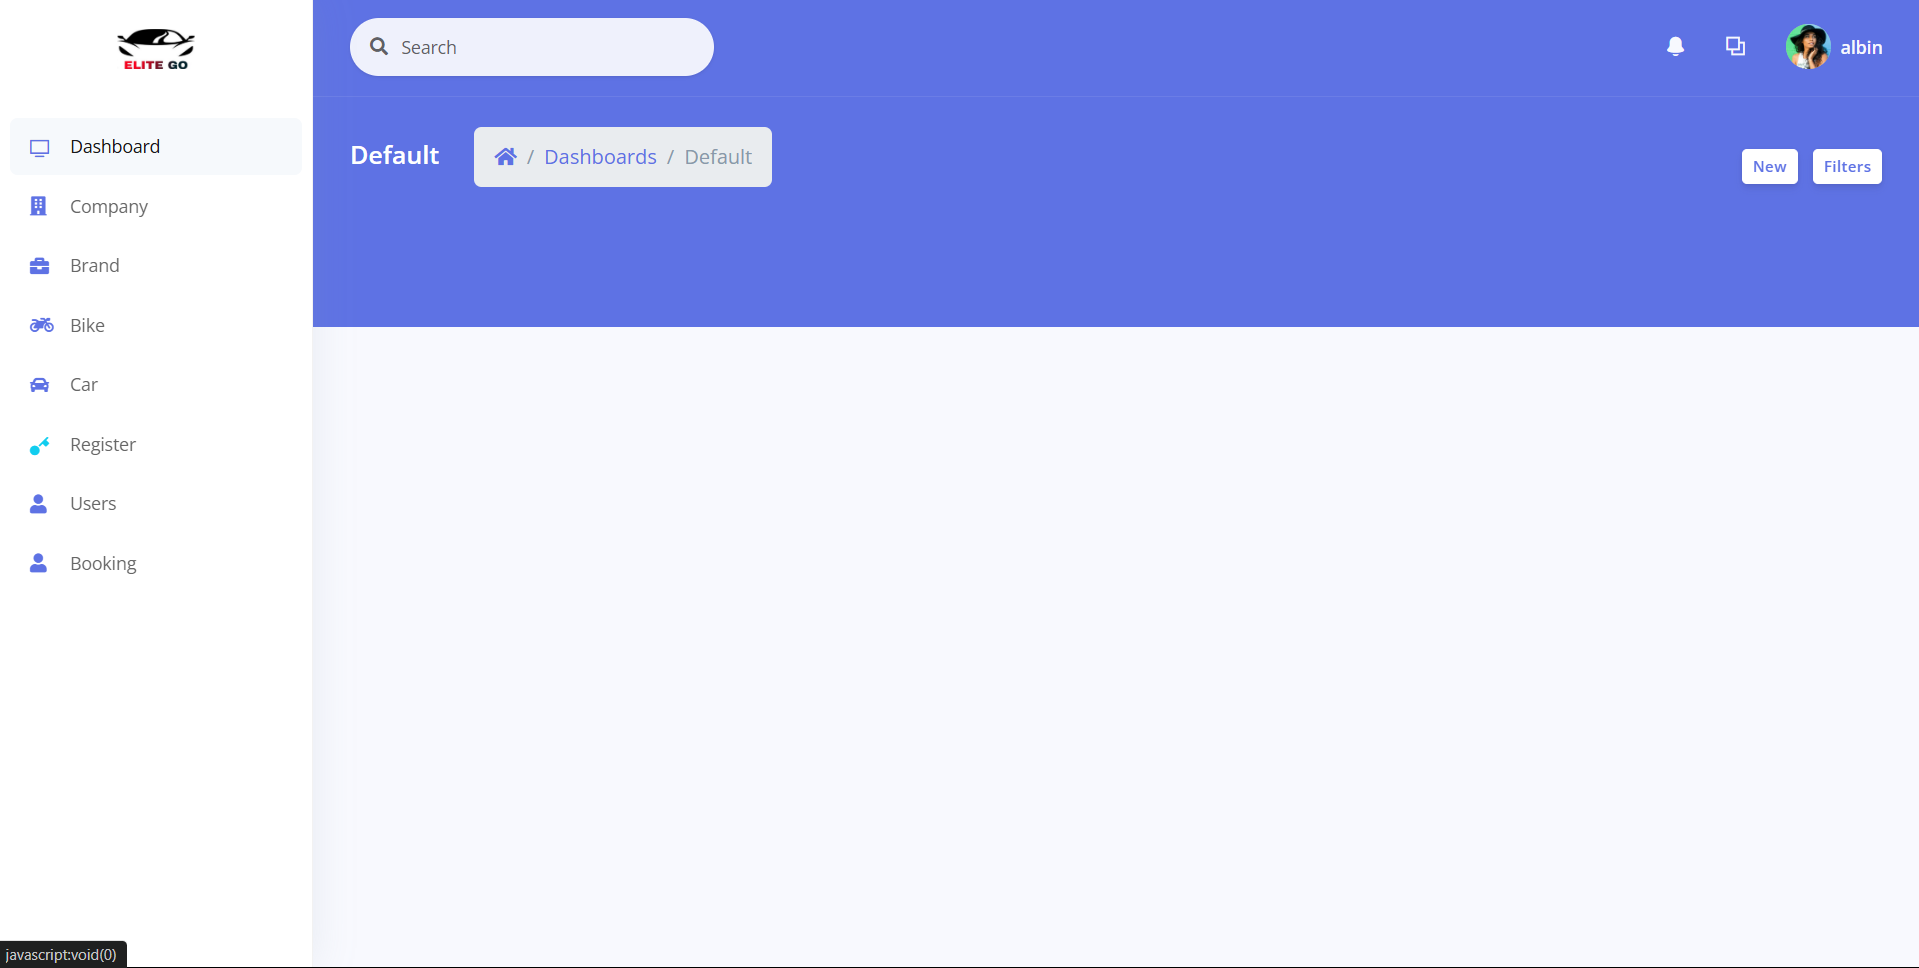 ELITE GO
Search
albin
Dashboard
Company
Brand
Bike
Car
Register
Users
Booking
Default
/ Dashboards / Default
New
Filters
javascript:void(0)